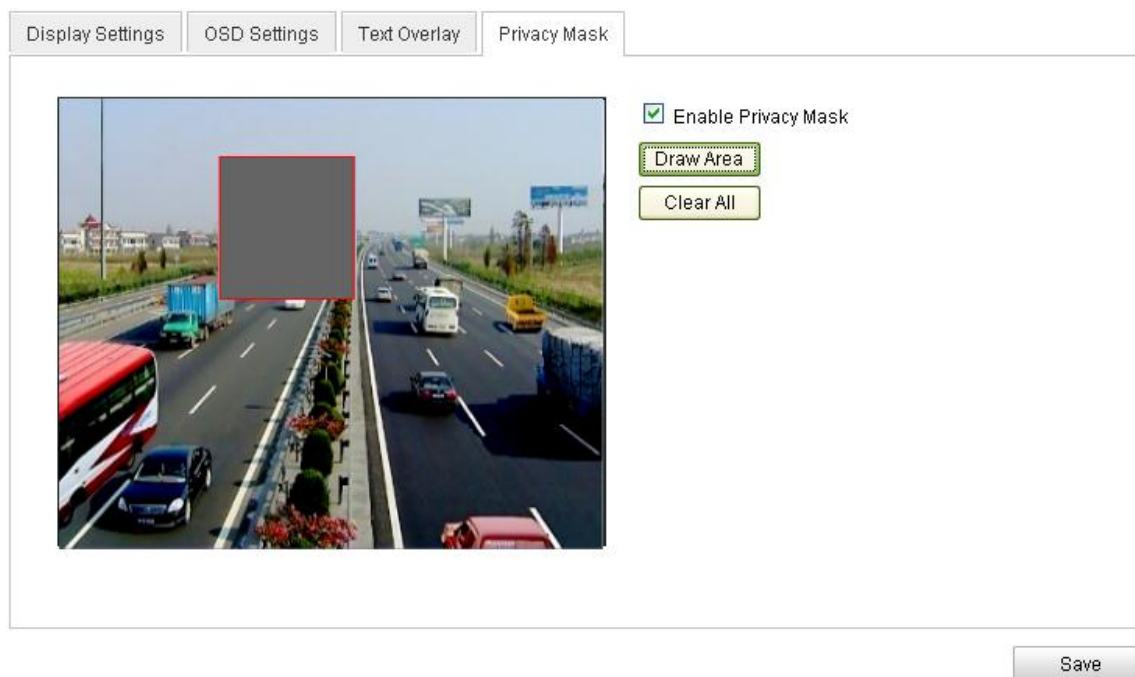 Display Settings
OSD Settings
Text Overlay
Privacy Mask
Enable Privacy Mask
Draw Area
Clear All
Save